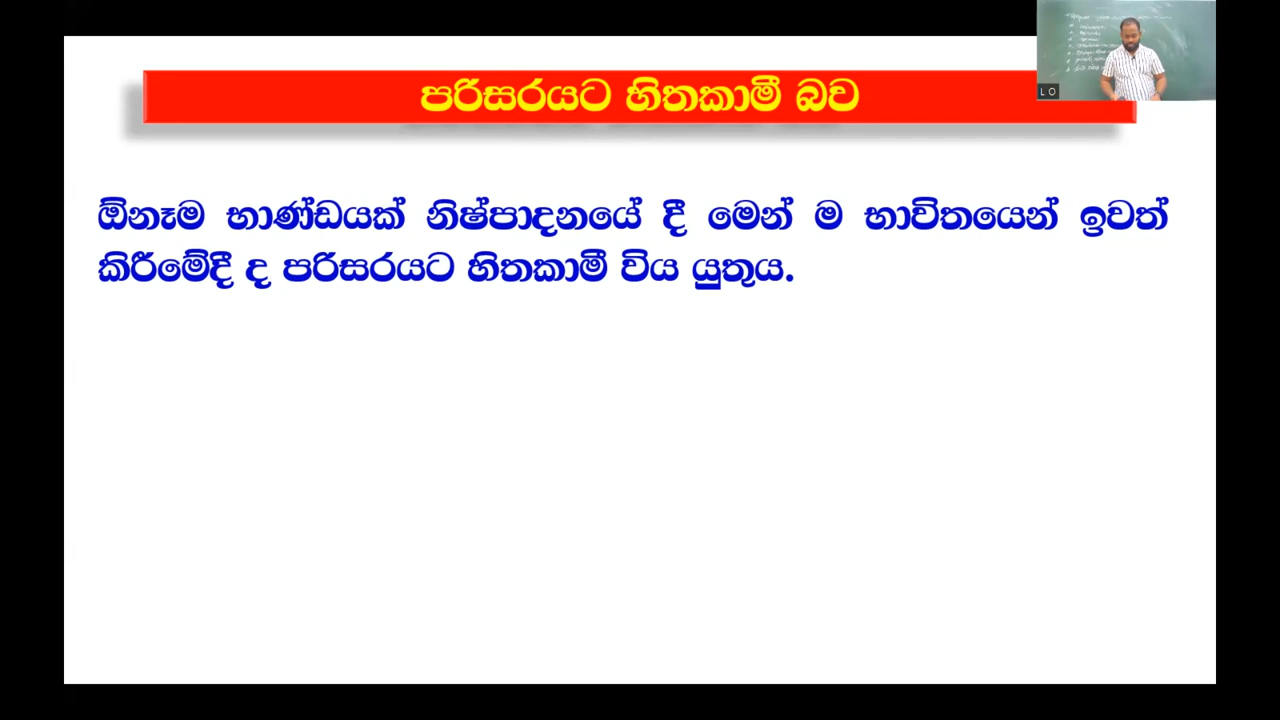 පරිසරයට හිතකාමී බව
ඕනෑම භාණ්ඩයක් නිෂ්පාදනයේ දී මෙන් ම භාවිතයෙන් ඉවත්
කිරීමේදී ද පරිසරයට හිතකාමී විය යුතුය.
L O